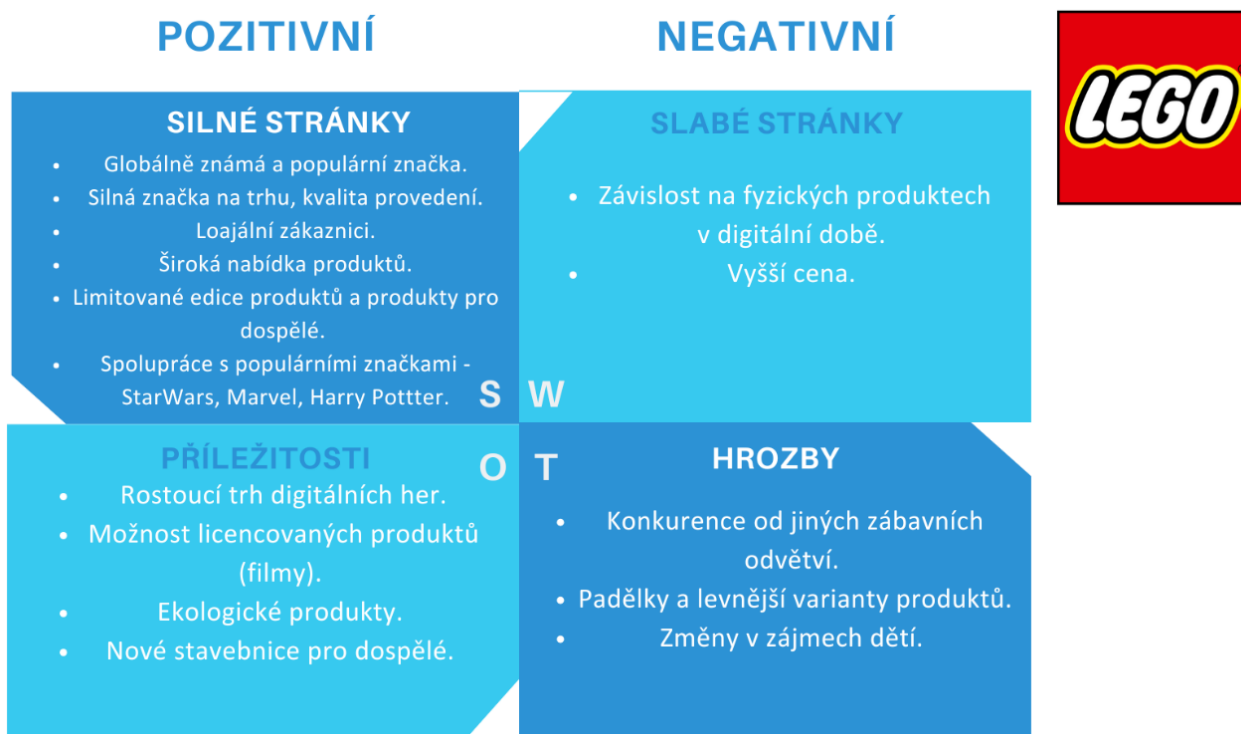 POZITIVNÍ
NEGATIVNÍ
LEGO
SILNÉ STRÁNKY
• Globálně známá a populární značka.
• Silná značka na trhu, kvalita provedení.
• Loajální zákaznici.
• Široká nabídka produktů.
• Limitované edice produktů a produkty pro
dospělé.
• Spolupráce s populárními značkami -
StarWars, Marvel, Harry Pottter.
S
SLABÉ STRÁNKY
• Závislost na fyzických produktech
v digitální době.
• Vyšší cena.
W
PŘÍLEŽITOSTI
O
• Rostoucí trh digitálních her.
• Možnost licencovaných produktů
(filmy).
• Ekologické produkty.
• Nové stavebnice pro dospělé.
T
HROZBY
• Konkurence od jiných zábavních
odvětví.
• Padělky a levnější varianty produktů.
• Změny v zájmech dětí.